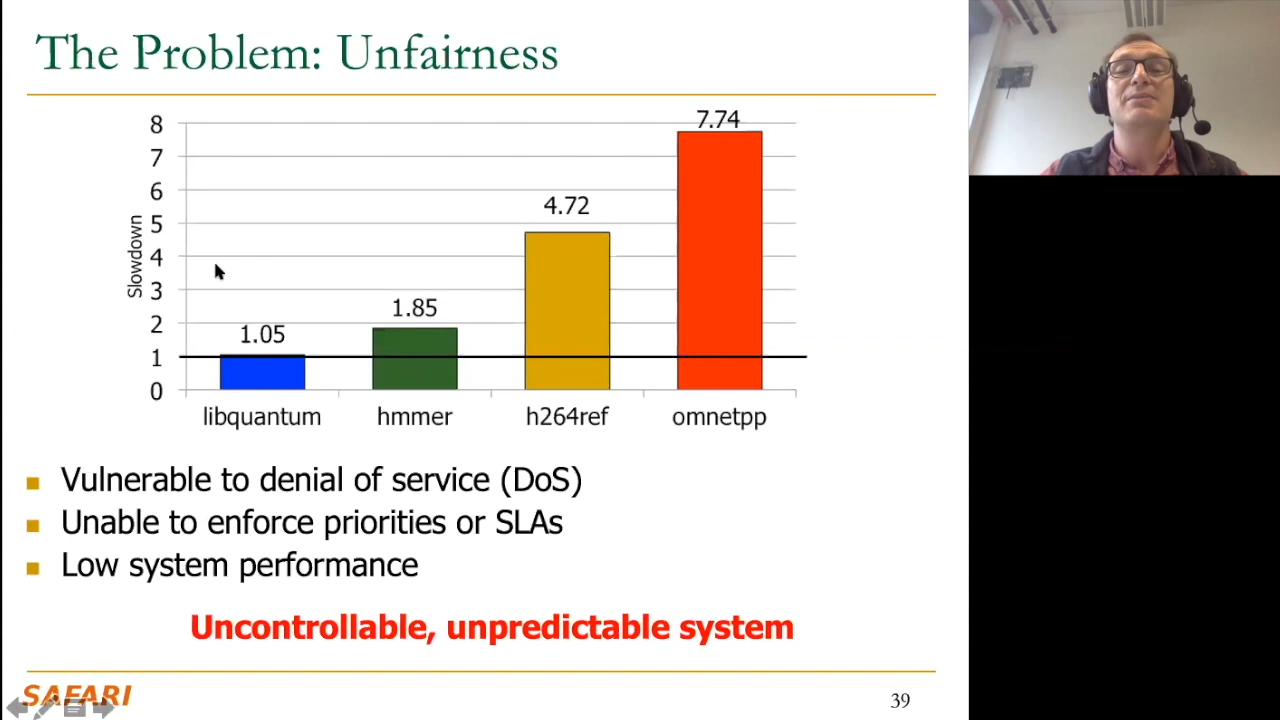 The Problem: Unfairness
8
7
6
5
4
3
2
1
0
Slowdown
1.05
1.85
4.72
7.74
libquantum hmmer h264ref omnetpp
Vulnerable to denial of service (DoS)
Unable to enforce priorities or SLAs
Low system performance
Uncontrollable, unpredictable system
SAFARI
39